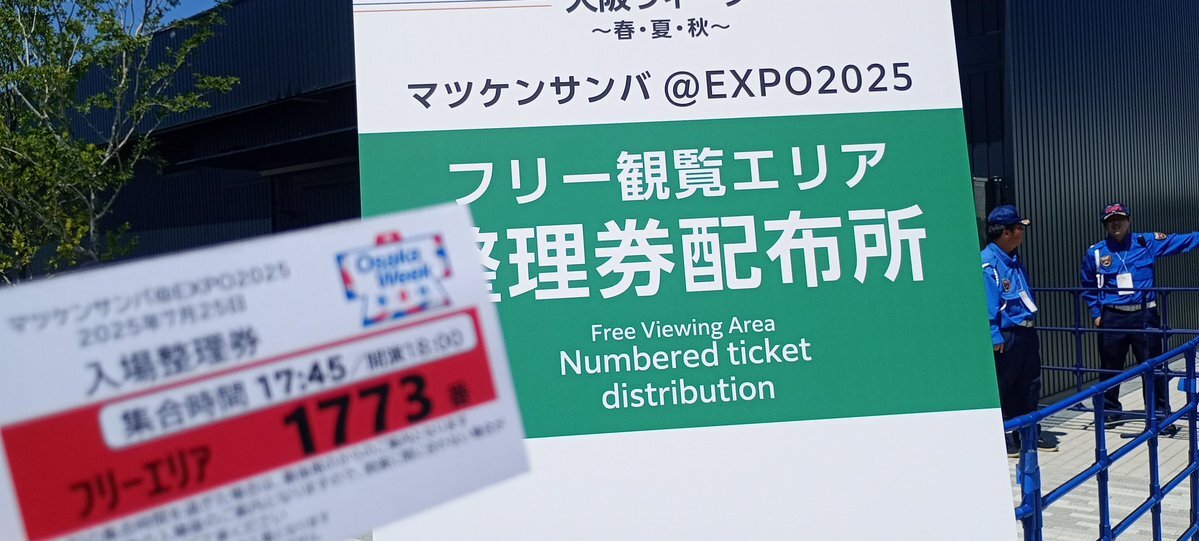 大阪ウィーク
～春・夏・秋～
マツケンサンバ @EXPO2025
フリー観覧エリア
整理券配布所
Free Viewing Area
Numbered ticket
distribution
Osaka
Week
マツケンサンバ@EXPO2025
2025年7月25日
入場整理券
集合時間 17:45／開演18:00
1773 番
フリーエリア